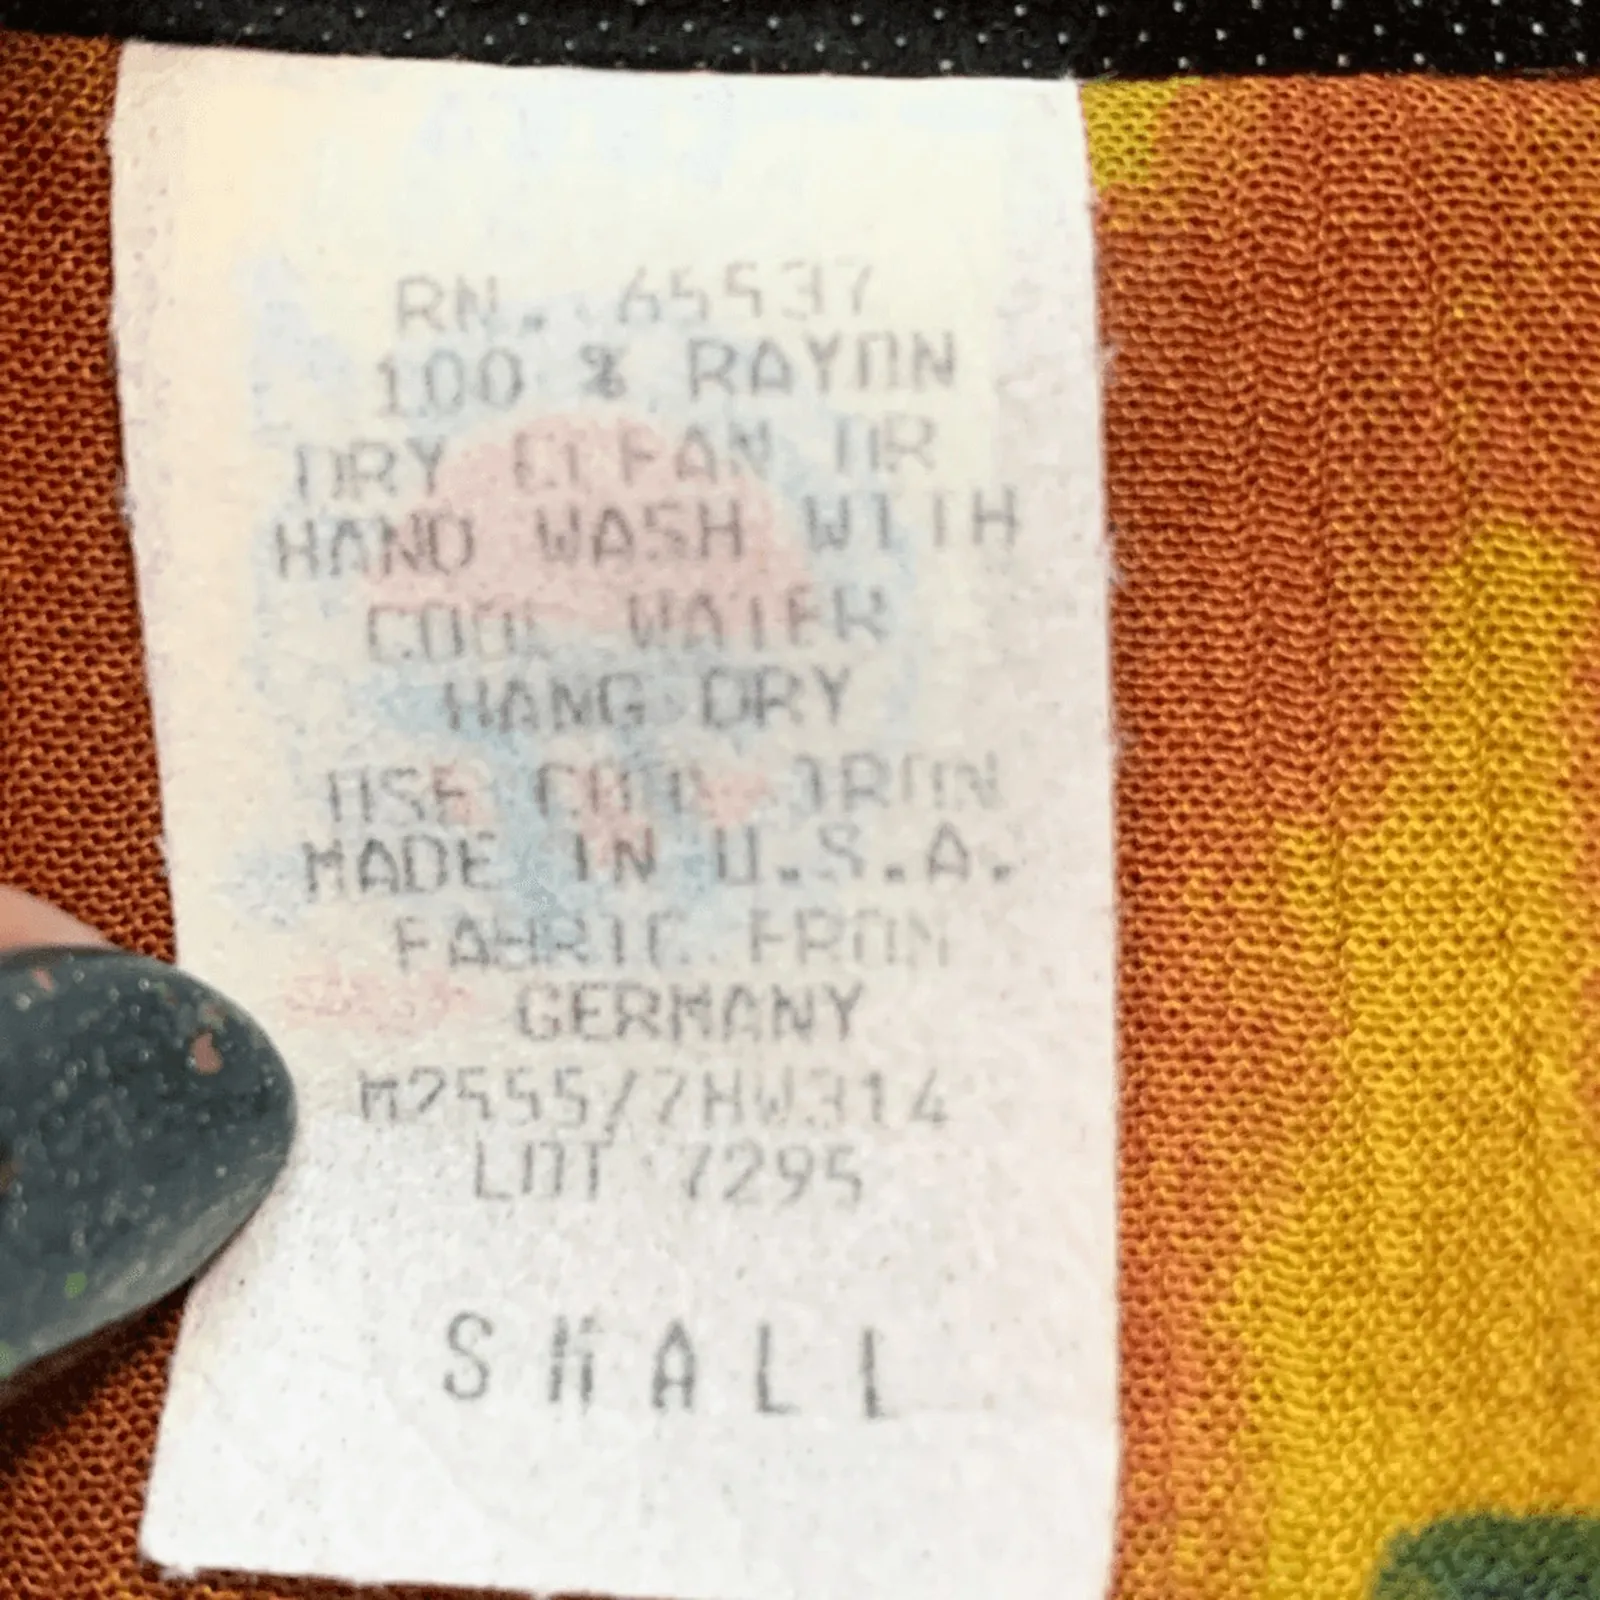 RN. 65537
100 % RAYON
DRY CLEAN OR
HAND WASH WITH
COOL WATER
HANG DRY
USE COOL IRON
MADE IN U.S.A.
FABRIC FROM
GERMANY
M2555/7HW314
LOT 7295
SMALL